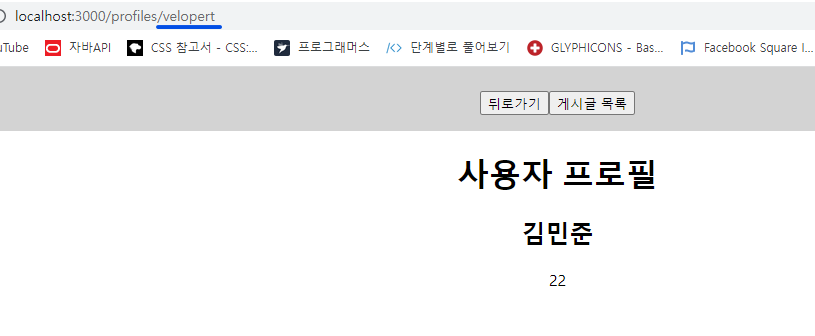 localhost:3000/profiles/velopert
uTube 자바API CSS 참고서 - CSS:... 프로그래머스 </> 단계별로 풀어보기 GLYPHICONS - Bas... Facebook Square I...
뒤로가기 게시글 목록
사용자 프로필
김민준
22